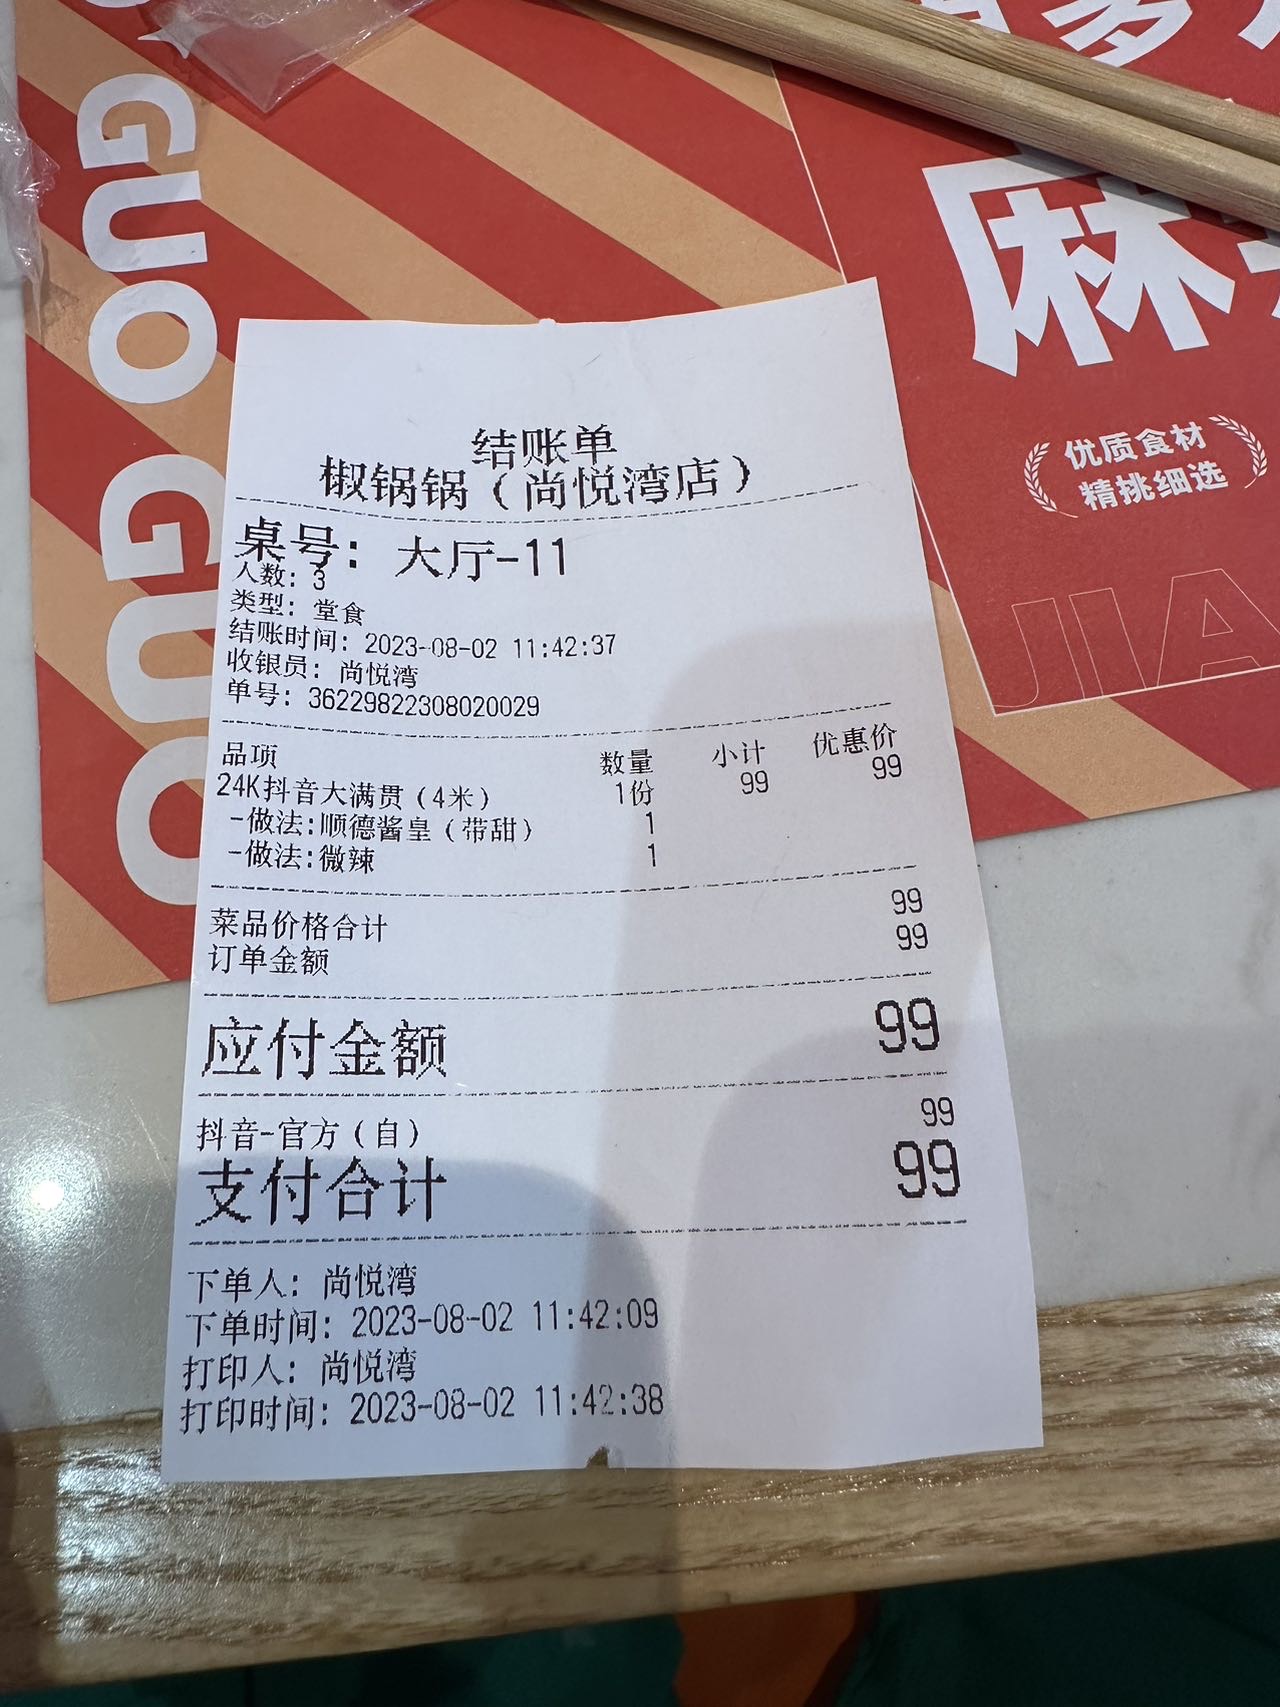 GUO GUO
麻
优质食材
精挑细选
JIA
结账单
椒锅锅（尚悦湾店）
桌号：大厅-11
人数：3
类型：堂食
结账时间：2023-08-02 11:42:37
收银员：尚悦湾
单号：36229822308020029
品项 数量 小计 优惠价
24K抖音大满贯（4米） 1份 99 99
-做法:顺德酱皇（带甜） 1
-做法:微辣 1
菜品价格合计 99
订单金额 99
应付金额 99
抖音-官方（自） 99
支付合计 99
下单人：尚悦湾
下单时间：2023-08-02 11:42:09
打印人：尚悦湾
打印时间：2023-08-02 11:42:38